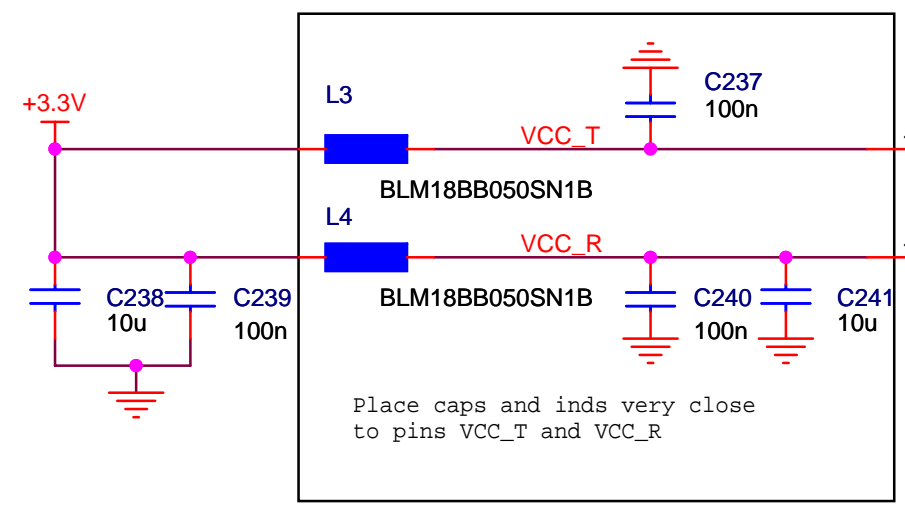 L3
C237
100n
+3.3V
VCC_T
BLM18BB050SN1B
L4
VCC_R
BLM18BB050SN1B
C238
10u
C239
100n
C240
100n
C241
10u
Place caps and inds very close
to pins VCC_T and VCC_R